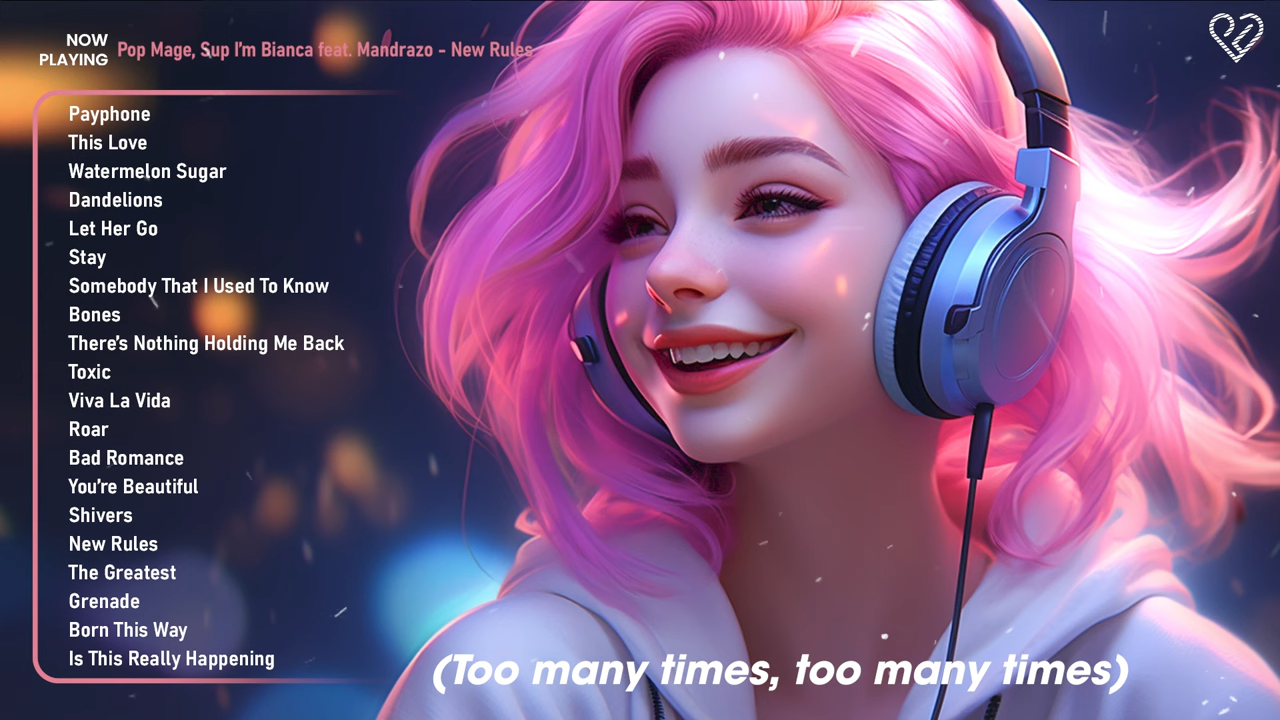 NOW
PLAYING
Pop Mage, Sup I'm Bianca feat. Mandrazo - New Rules
Payphone
This Love
Watermelon Sugar
Dandelions
Let Her Go
Stay
Somebody That I Used To Know
Bones
There's Nothing Holding Me Back
Toxic
Viva La Vida
Roar
Bad Romance
You're Beautiful
Shivers
New Rules
The Greatest
Grenade
Born This Way
Is This Really Happening
(Too many times, too many times)